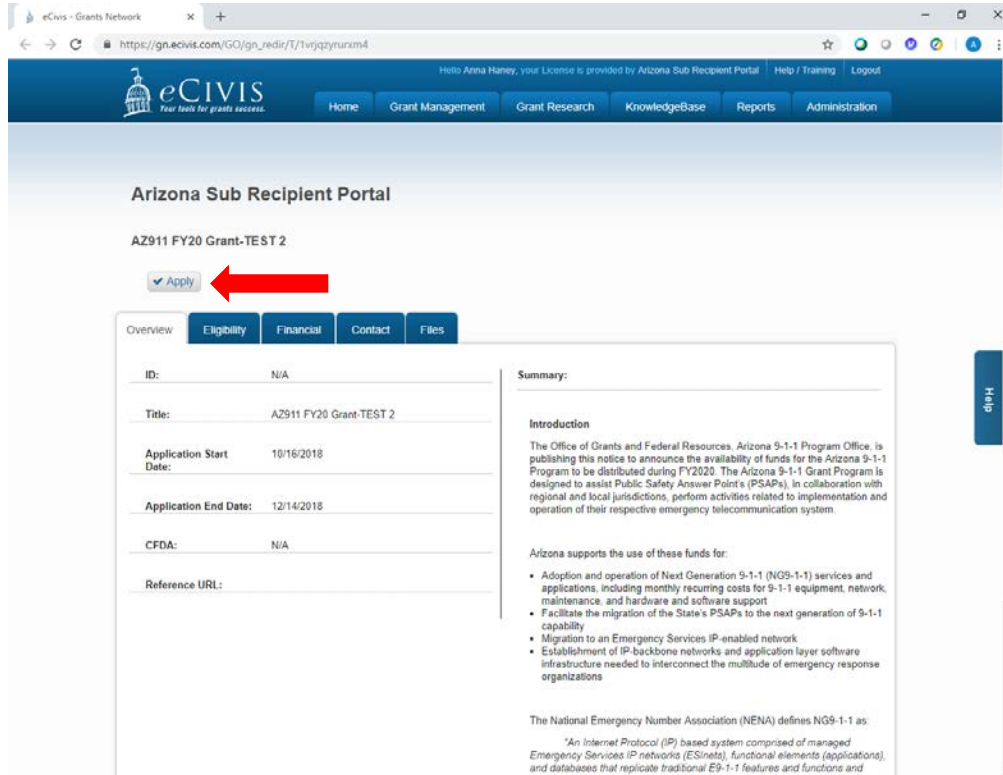 eCivis - Grants Network
https://gn.ecivis.com/GO/gn_redir/T/1vrjqzyrurxm4
A
Hello Anna Haney, your License is provided by Arizona Sub Recipient Portal Help / Training Logout
eCIVIS
Your tools for grants success.
Home Grant Management Grant Research KnowledgeBase Reports Administration
Arizona Sub Recipient Portal
AZ911 FY20 Grant-TEST 2
Apply
Overview Eligibility Financial Contact Files
ID: N/A
Title: AZ911 FY20 Grant-TEST 2
Application Start
Date: 10/16/2018
Application End Date: 12/14/2018
CFDA: N/A
Reference URL:
Summary:
Introduction
The Office of Grants and Federal Resources, Arizona 9-1-1 Program Office, is
publishing this notice to announce the availability of funds for the Arizona 9-1-1
Program to be distributed during FY2020. The Arizona 9-1-1 Grant Program is
designed to assist Public Safety Answer Point's (PSAPs), in collaboration with
regional and local jurisdictions, perform activities related to implementation and
operation of their respective emergency telecommunication system.
Arizona supports the use of these funds for:
• Adoption and operation of Next Generation 9-1-1 (NG9-1-1) services and
applications, including monthly recurring costs for 9-1-1 equipment, network,
maintenance, and hardware and software support
• Facilitate the migration of the State's PSAPs to the next generation of 9-1-1
capability
• Migration to an Emergency Services IP-enabled network
• Establishment of IP-backbone networks and application layer software
infrastructure needed to interconnect the multitude of emergency response
organizations
The National Emergency Number Association (NENA) defines NG9-1-1 as:
"An Internet Protocol (IP) based system comprised of managed
Emergency Services IP networks (ESInets), functional elements (applications),
and databases that replicate traditional E9-1-1 features and functions and
Help